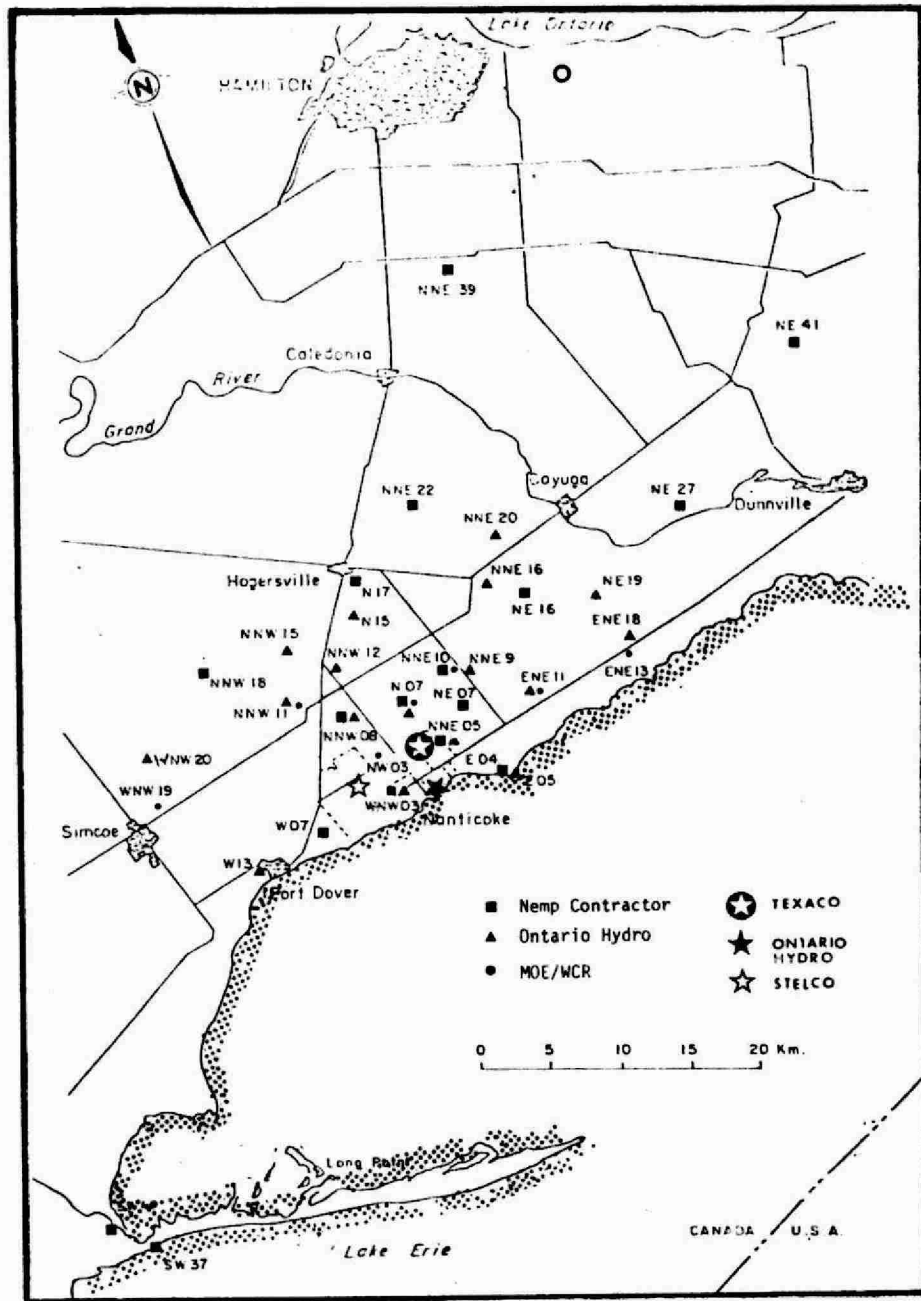 Lake Ontario
N
HAMILTON
NNE 39
NE 41
Caledonia
River
Grand
Cayuga
NNE 22
NE 27
Dunnville
NNE 20
Hagersville
N17
NNE 16
NE 16
NE 19
N15
ENE 18
NNW 15
NNW 12
NNE 10
NNE 9
ENE 11
ENE 13
NNW 18
N 07
NE 07
NNW 11
NNW 08
NNE 05
WNW 20
NW 03
E 04
E 05
WNW 19
WNW 03
Nanticoke
Simcoe
W 07
W13
Port Dover
Nemp Contractor
TEXACO
Ontario Hydro
ONTARIO
HYDRO
MOE/WCR
STELCO
0 5 10 15 20 Km.
Long Point
CANADA U.S.A.
Lake Erie
SW 37